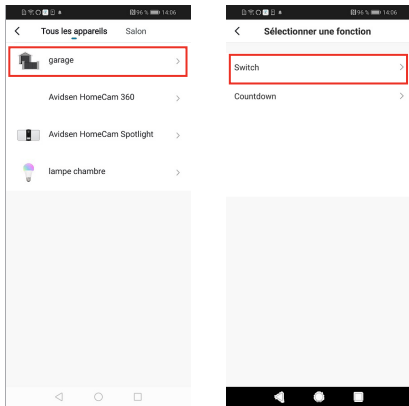 96 % 14:06
Tous les appareils Salon
garage
Avidsen HomeCam 360
Avidsen HomeCam Spotlight
lampe chambre
96 % 14:06
Sélectionner une fonction
Switch
Countdown